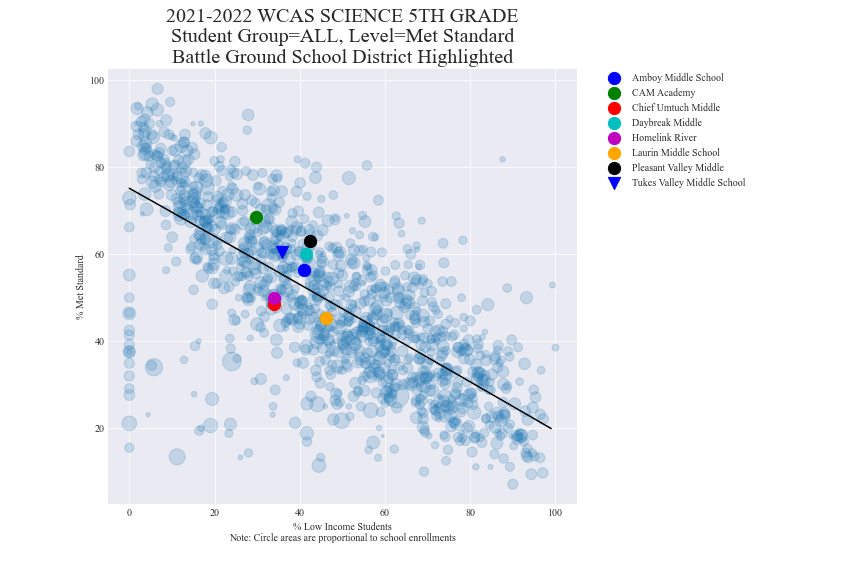 2021-2022 WCAS SCIENCE 5TH GRADE
Student Group=ALL, Level=Met Standard
Battle Ground School District Highlighted
% Met Standard
100
80
60
40
20
0
20
40
60
80
100
% Low Income Students
Note: Circle areas are proportional to school enrollments
Amboy Middle School
CAM Academy
Chief Umtuch Middle
Daybreak Middle
Homelink River
Laurin Middle School
Pleasant Valley Middle
Tukes Valley Middle School